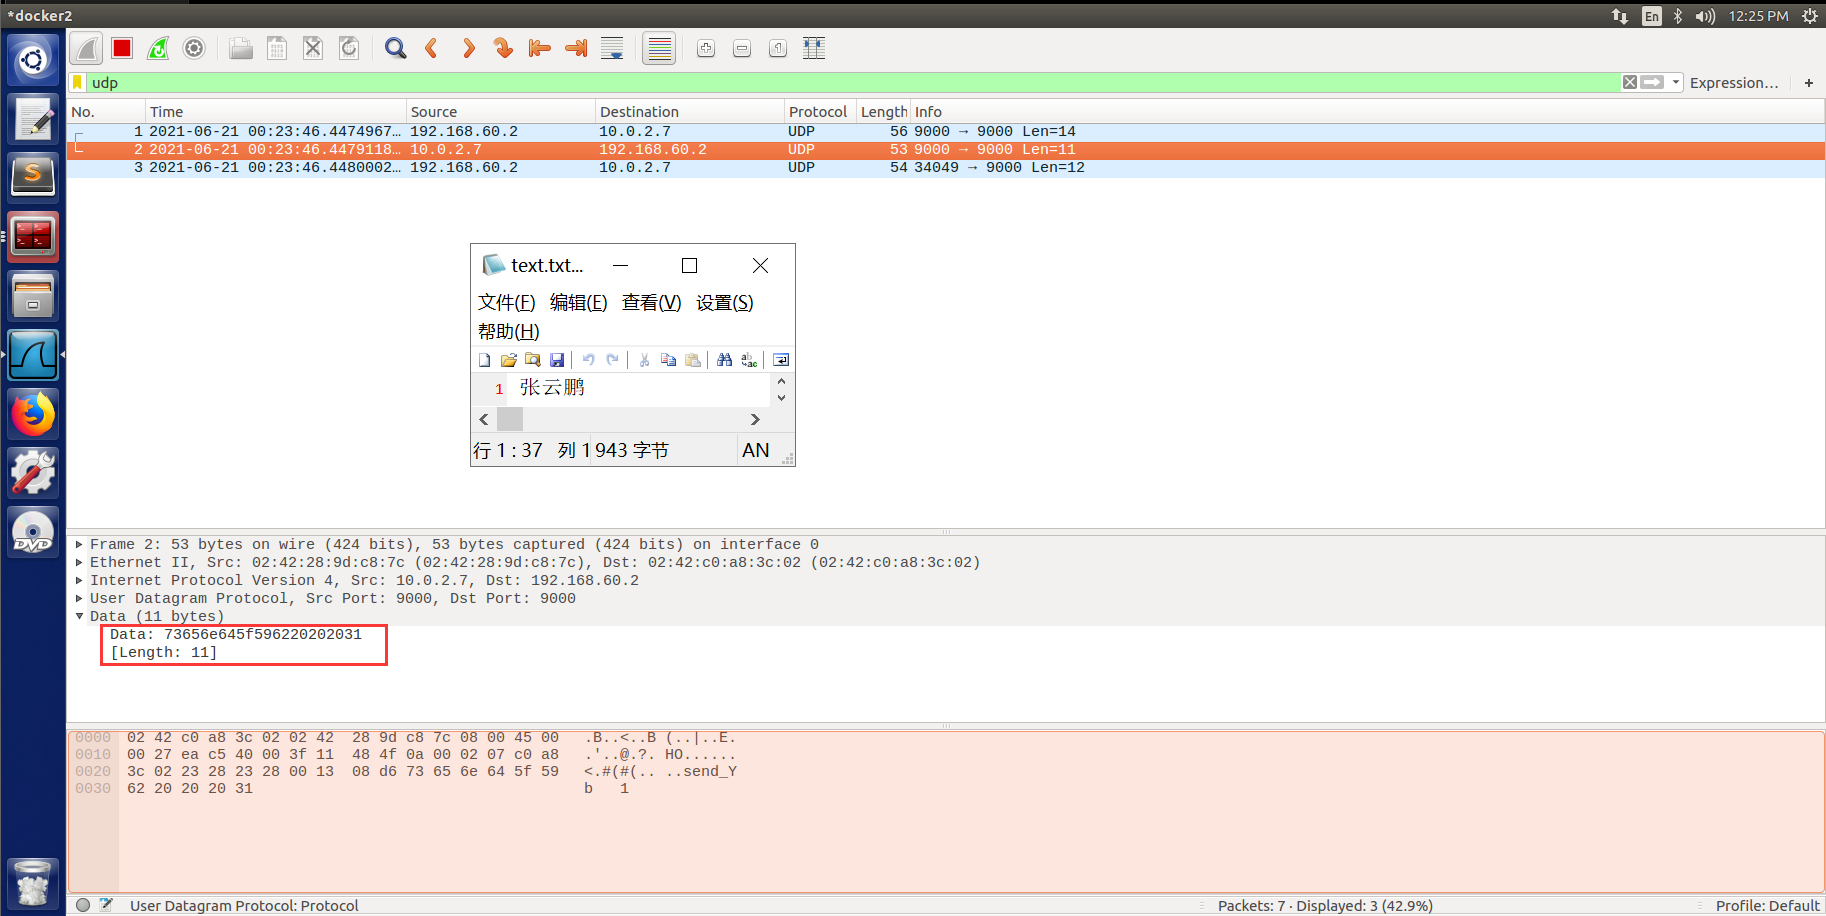 *docker2
En
12:25 PM
udp
Expression…
+
No. Time Source Destination Protocol Length Info
1 2021-06-21 00:23:46.4474967… 192.168.60.2 10.0.2.7 UDP 56 9000 → 9000 Len=14
2 2021-06-21 00:23:46.4479118… 10.0.2.7 192.168.60.2 UDP 53 9000 → 9000 Len=11
3 2021-06-21 00:23:46.4480002… 192.168.60.2 10.0.2.7 UDP 54 34049 → 9000 Len=12
text.txt...
文件(F) 编辑(E) 查看(V) 设置(S)
帮助(H)
1 张云鹏
行 1 : 37 列 1 943 字节 AN
Frame 2: 53 bytes on wire (424 bits), 53 bytes captured (424 bits) on interface 0
Ethernet II, Src: 02:42:28:9d:c8:7c (02:42:28:9d:c8:7c), Dst: 02:42:c0:a8:3c:02 (02:42:c0:a8:3c:02)
Internet Protocol Version 4, Src: 10.0.2.7, Dst: 192.168.60.2
User Datagram Protocol, Src Port: 9000, Dst Port: 9000
Data (11 bytes)
Data: 73656e645f596220202031
[Length: 11]
0000 02 42 c0 a8 3c 02 02 42 28 9d c8 7c 08 00 45 00 .B..<..B (..|..E.
0010 00 27 ea c5 40 00 3f 11 48 4f 0a 00 02 07 c0 a8 .'..@.?. HO......
0020 3c 02 23 28 23 28 00 13 08 d6 73 65 6e 64 5f 59 <.#(#(.. ..send_Y
0030 62 20 20 20 31 b   1
User Datagram Protocol: Protocol
Packets: 7 · Displayed: 3 (42.9%)
Profile: Default